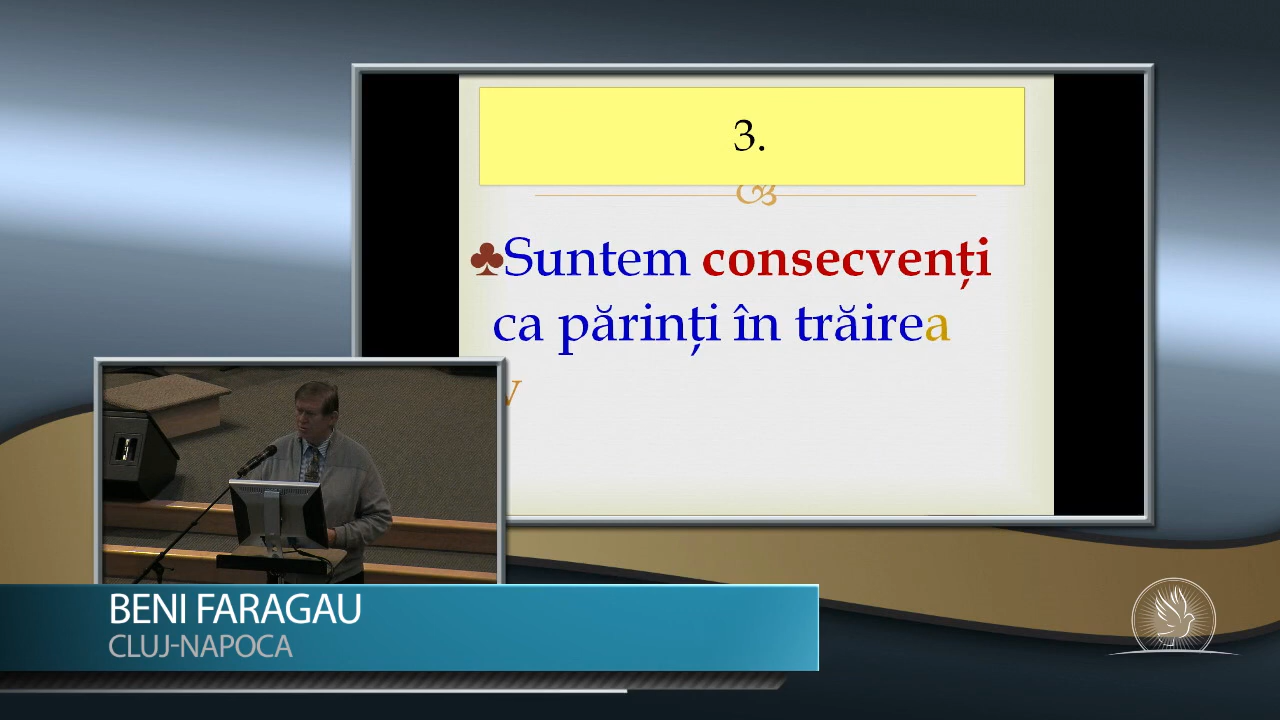 3.
♣Suntem consecvenți
ca părinți în trăirea
BENI FARAGAU
CLUJ-NAPOCA